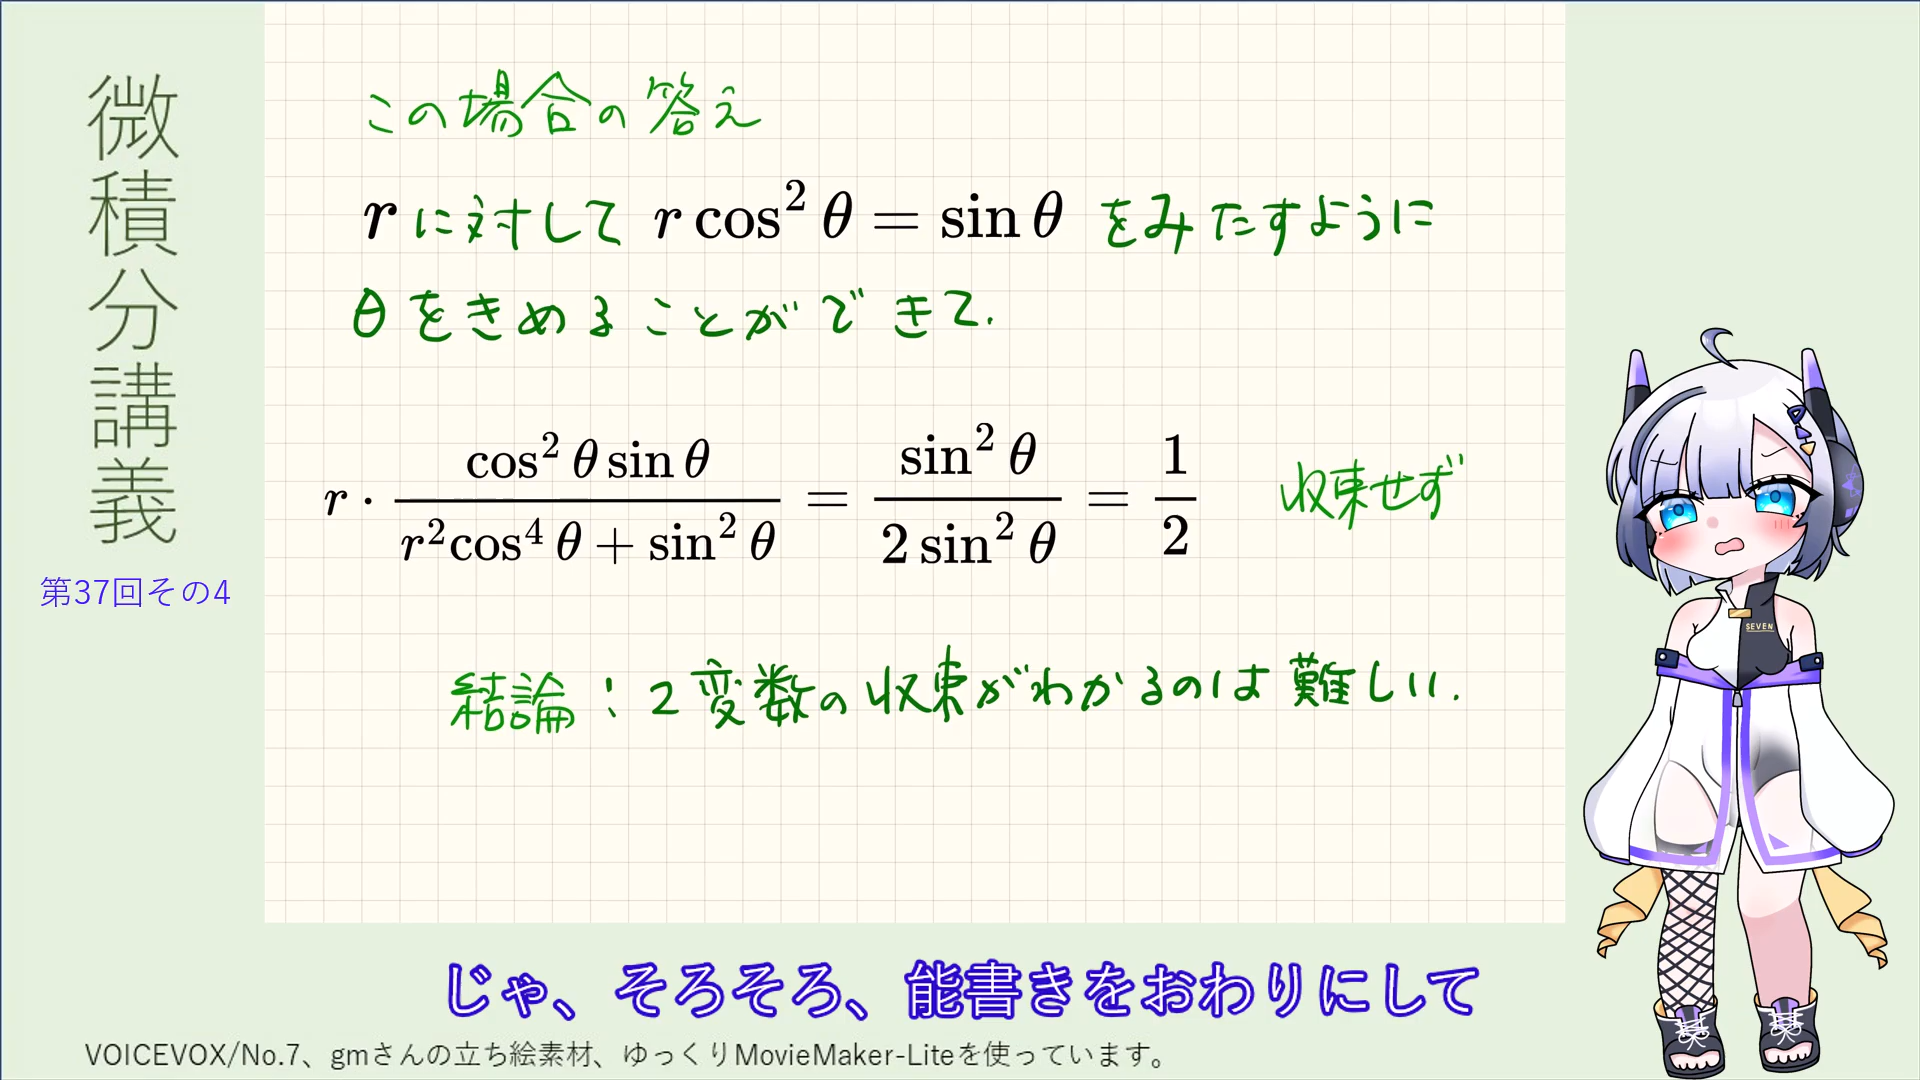 微積分講義
第37回その4
この場合の答え
rに対して r cos² θ = sin θ をみたすように
θをきめることができて.
r · cos² θ sin θ / r² cos⁴ θ + sin² θ = sin² θ / 2 sin² θ = 1/2 収束せず
結論：2変数の収束がわかるのは難しい.
SEVEN
じゃ、そろそろ、能書きをおわりにして
VOICEVOX/No.7、gmさんの立ち絵素材、ゆっくりMovieMaker-Liteを使っています。